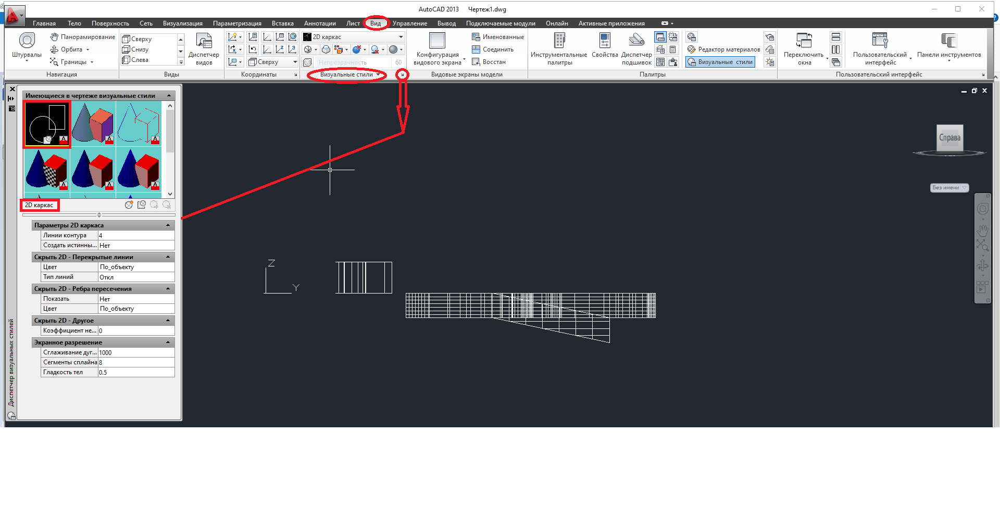 AutoCAD 2013 Чертеж1.dwg
Главная Тело Поверхность Сеть Визуализация Параметризация Вставка Аннотации Лист Вид Управление Вывод Подключаемые модули Онлайн Активные приложения
Штурвалы
Панорамирование
Орбита
Границы
Навигация
Сверху
Снизу
Слева
Диспетчер
видов
Виды
Сверху
Координаты
2D каркас
Непрозрачность 60
Визуальные стили
Конфигурация
видового экрана
Именованные
Соединить
Восстан
Видовые экраны модели
Инструментальные
палитры
Свойства
Диспетчер
подшивок
Редактор материалов
Визуальные стили
Палитры
Переключить
окна
Пользовательский
интерфейс
Панели инструментов
Пользовательский интерфейс
Имеющиеся в чертеже визуальные стили
2D каркас
Параметры 2D каркаса
Линии контура 4
Создать истинны... Нет
Скрыть 2D - Перекрытые линии
Цвет По_объекту
Тип линий Откл
Скрыть 2D - Ребра пересечения
Показать Нет
Цвет По_объекту
Скрыть 2D - Другое
Коэффициент не... 0
Экранное разрешение
Сглаживание дуг... 1000
Сегменты сплайна 8
Гладкость тел 0.5
Диспетчер визуальных стилей
Z
Y
Справа
Без имени